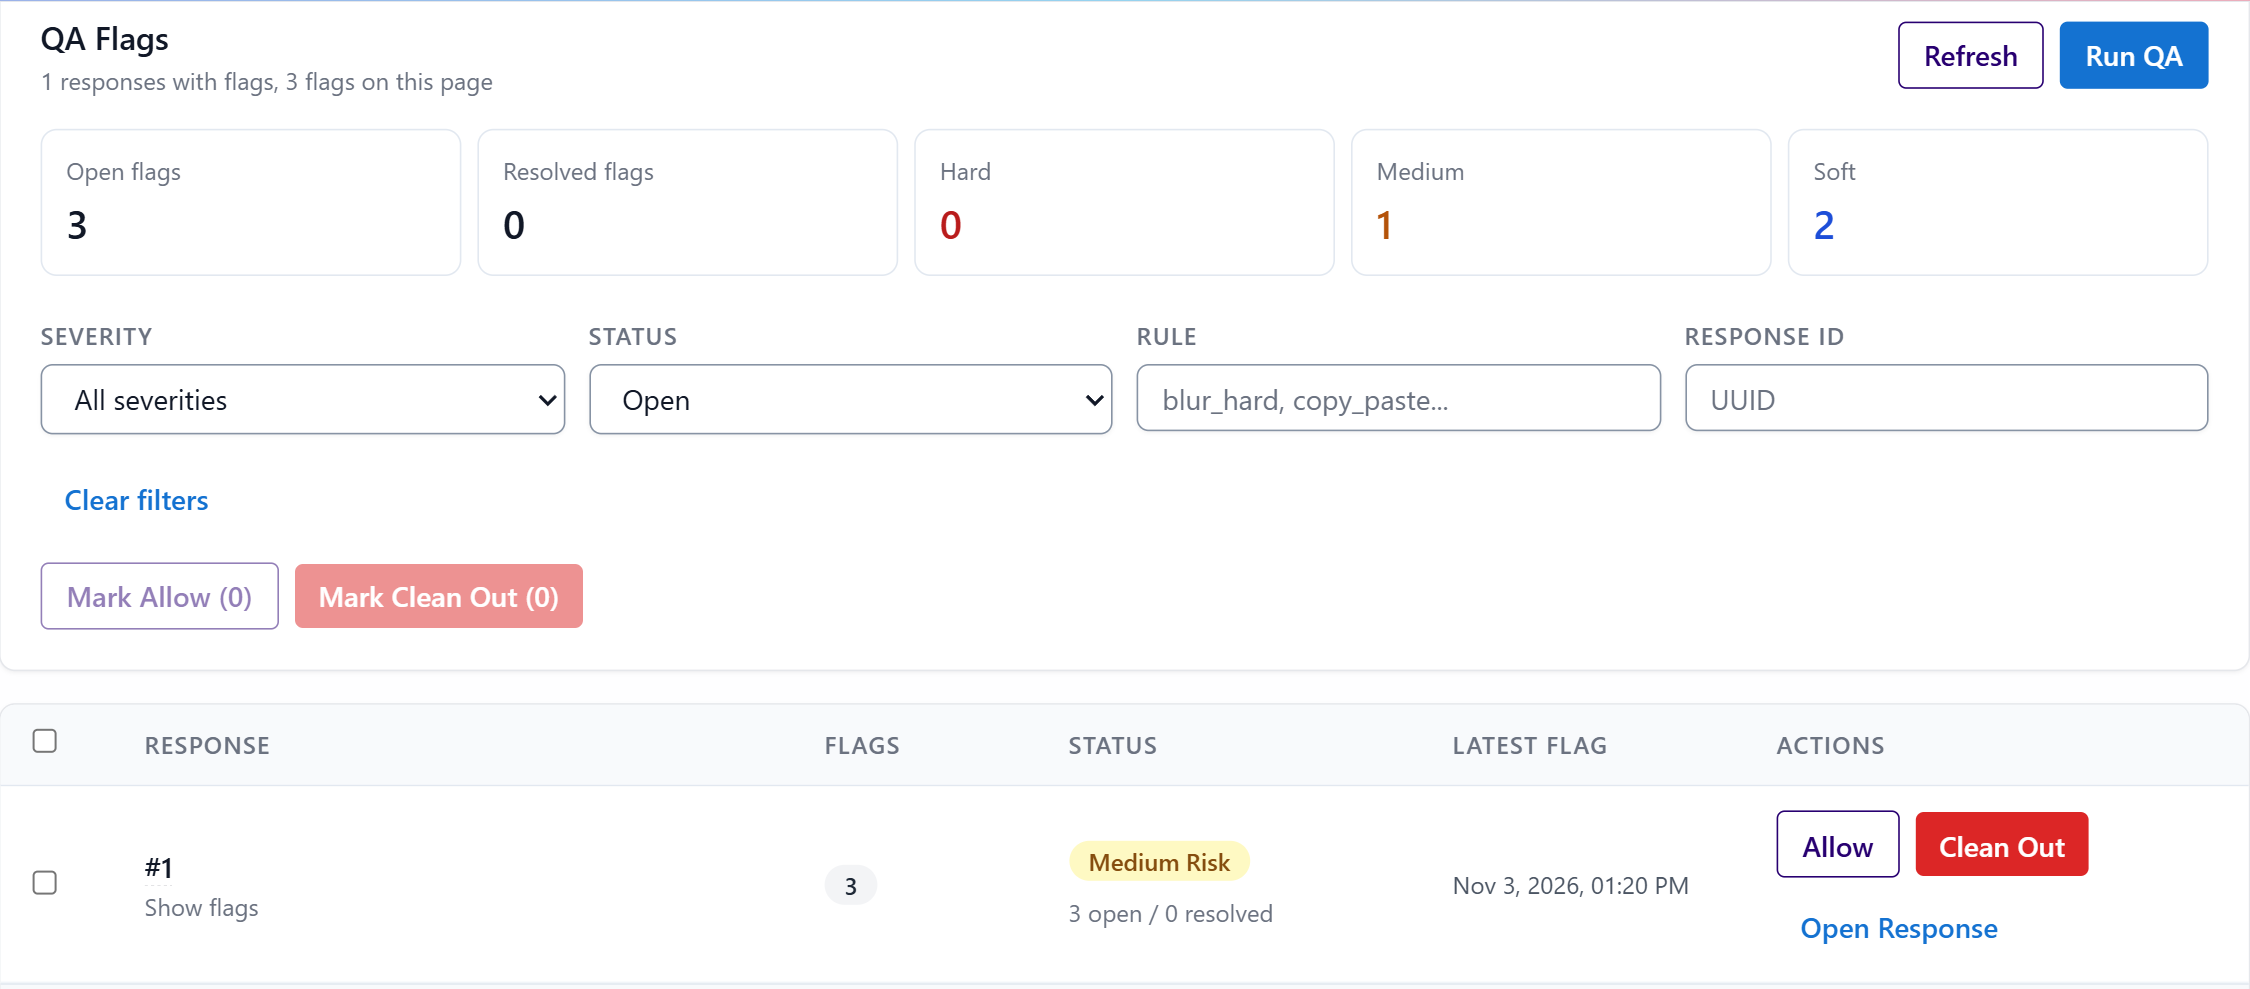 QA Flags
1 responses with flags, 3 flags on this page
Refresh
Run QA
Open flags
3
Resolved flags
0
Hard
0
Medium
1
Soft
2
SEVERITY
All severities
STATUS
Open
RULE
blur_hard, copy_paste...
RESPONSE ID
UUID
Clear filters
Mark Allow (0)
Mark Clean Out (0)
RESPONSE
FLAGS
STATUS
LATEST FLAG
ACTIONS
#1
Show flags
3
Medium Risk
3 open / 0 resolved
Nov 3, 2026, 01:20 PM
Allow
Clean Out
Open Response